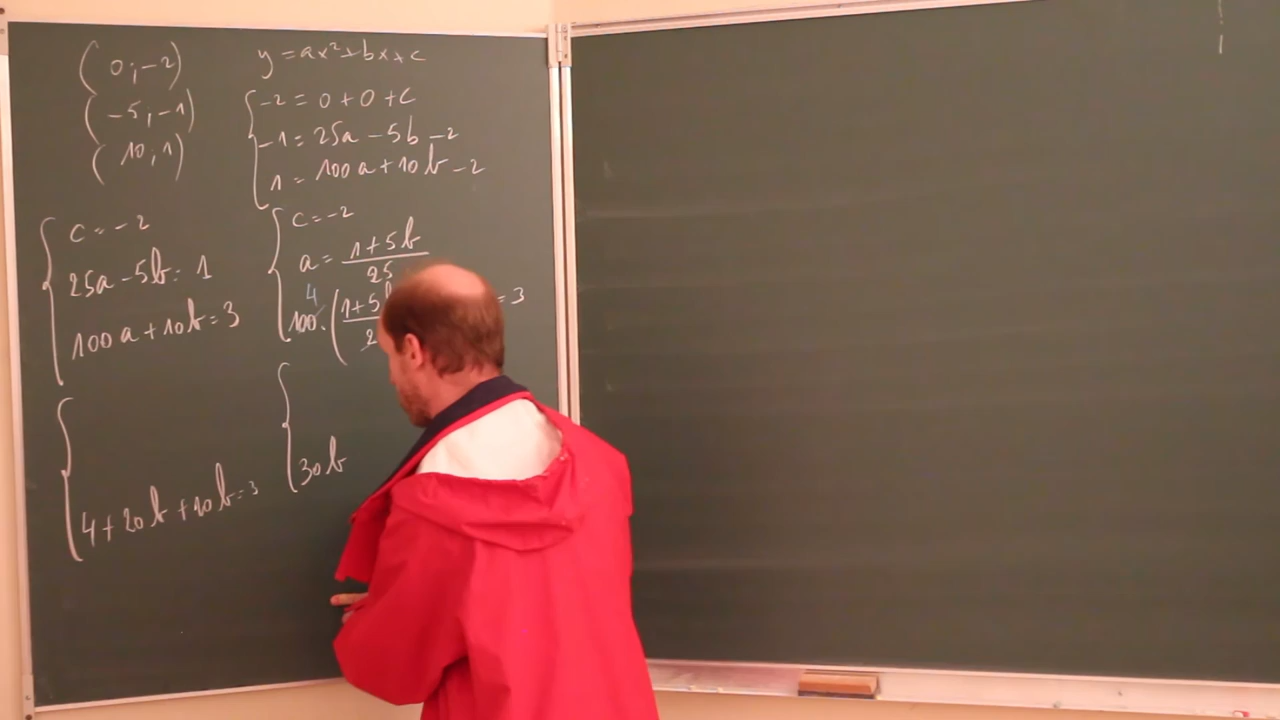 (0;-2)
(-5;-1)
(10;1)
y = ax²+bx+c
-2 = 0+0+c
-1 = 25a-5b-2
1 = 100a+10b-2
c = -2
25a-5b = 1
100a+10b = 3
c = -2
a = 1+5b / 25
4
100·(1+5b / 2 = 3
4+20b+10b = 3
30b